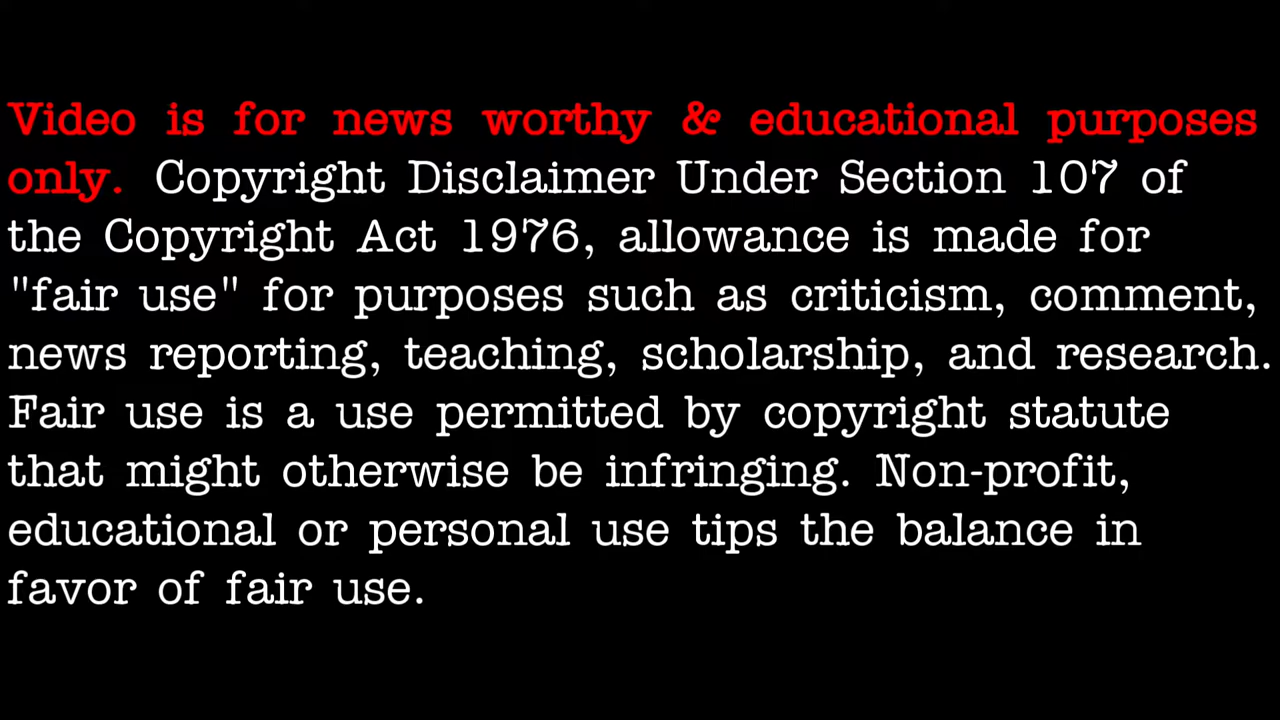 Video is for news worthy & educational purposes
only. Copyright Disclaimer Under Section 107 of
the Copyright Act 1976, allowance is made for
"fair use" for purposes such as criticism, comment,
news reporting, teaching, scholarship, and research.
Fair use is a use permitted by copyright statute
that might otherwise be infringing. Non-profit,
educational or personal use tips the balance in
favor of fair use.